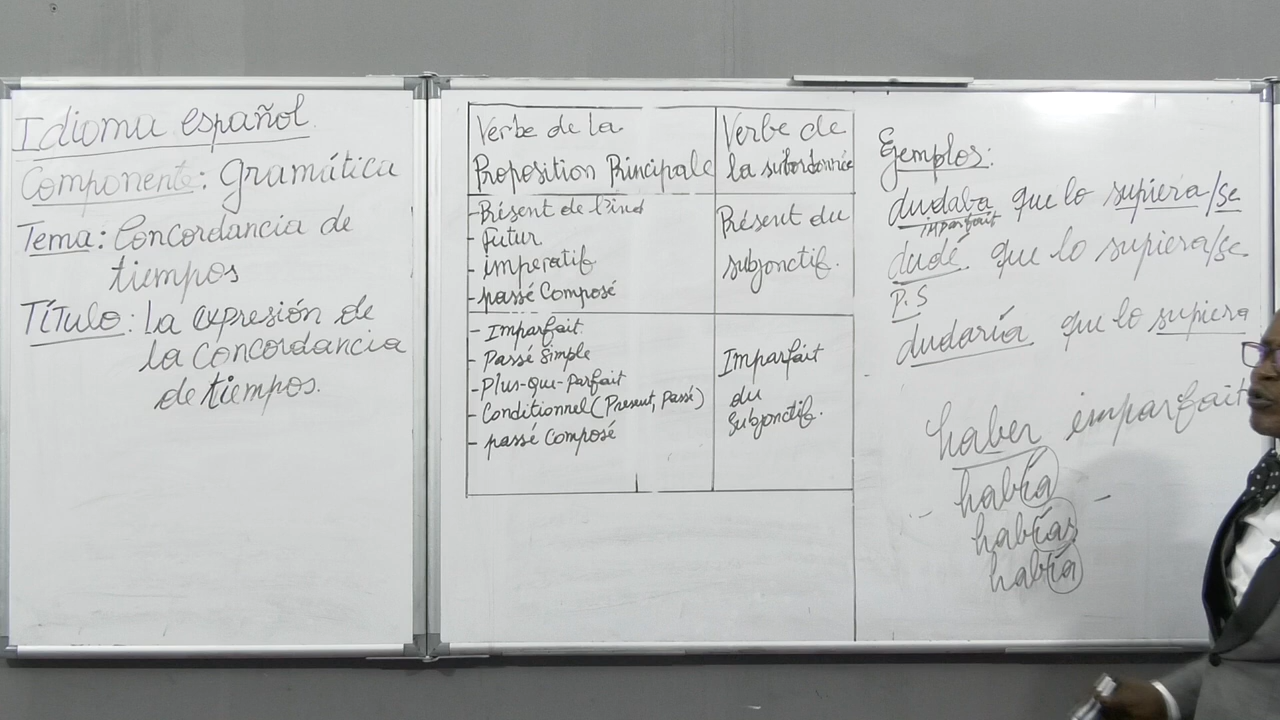 Idioma español
Componente: Gramática
Tema: Concordancia de
tiempos
Título: La expresión de
la concordancia
de tiempos.
Verbe de la
Proposition Principale
Verbe de
la subordonnée
- Présent de l'ind
- futur
- imperatif
- passé Composé
Présent du
subjonctif.
- Imparfait
- Passé Simple
- Plus-que-Parfait
- Conditionnel (Present, Passé)
- passé Composé
Imparfait
du
Subjonctif.
Ejemplos:
dudaba que lo supiera/se
imparfait
dudé que lo supiera/se
P.S
dudaría que lo supiera
haber imparfait
- había -
habías
había